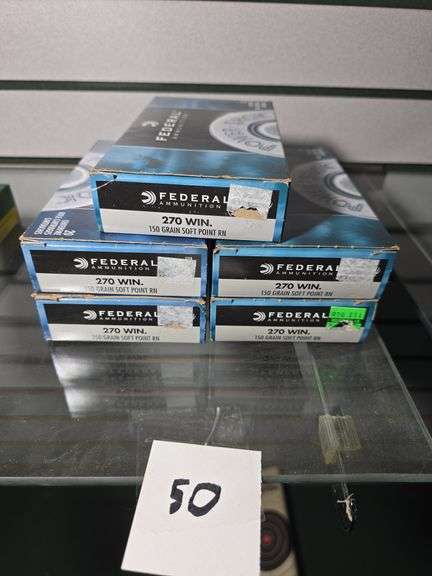 FEDERAL
AMMUNITION
FEDERAL
270 WIN.
150 GRAIN SOFT POINT RN
FEDERAL
AMMUNITION
270 WIN.
150 GRAIN SOFT POINT RN
FEDERAL
AMMUNITION
270 WIN.
150 GRAIN SOFT POINT RN
FEDERAL
AMMUNITION
270 WIN.
150 GRAIN SOFT POINT RN
FEDERAL
AMMUNITION
270 WIN.
150 GRAIN SOFT POINT RN
50